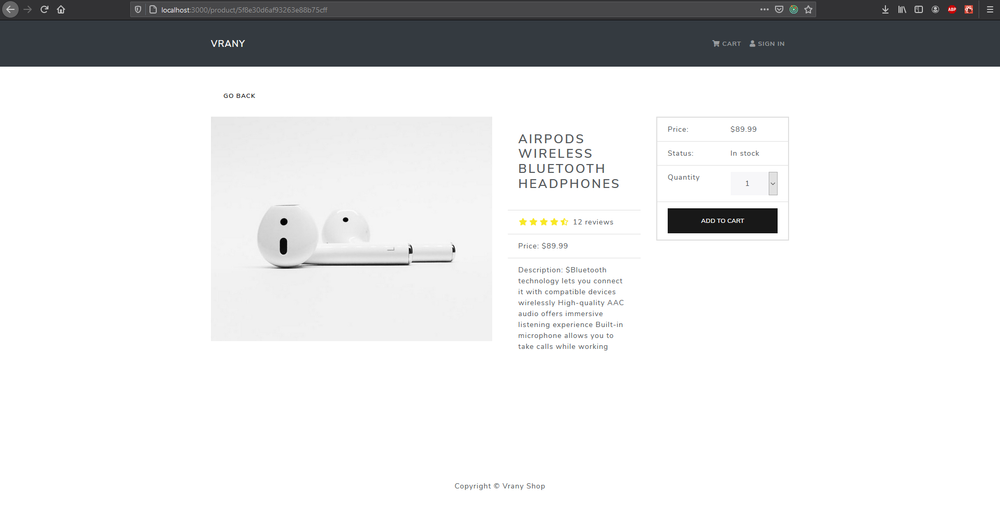 localhost:3000/product/5f8e30d6af93263e88b75cff
ABP
VRANY
CART
SIGN IN
GO BACK
AIRPODS
WIRELESS
BLUETOOTH
HEADPHONES
12 reviews
Price: $89.99
Description: $Bluetooth
technology lets you connect
it with compatible devices
wirelessly High-quality AAC
audio offers immersive
listening experience Built-in
microphone allows you to
take calls while working
Price: $89.99
Status: In stock
Quantity 1
ADD TO CART
Copyright © Vrany Shop